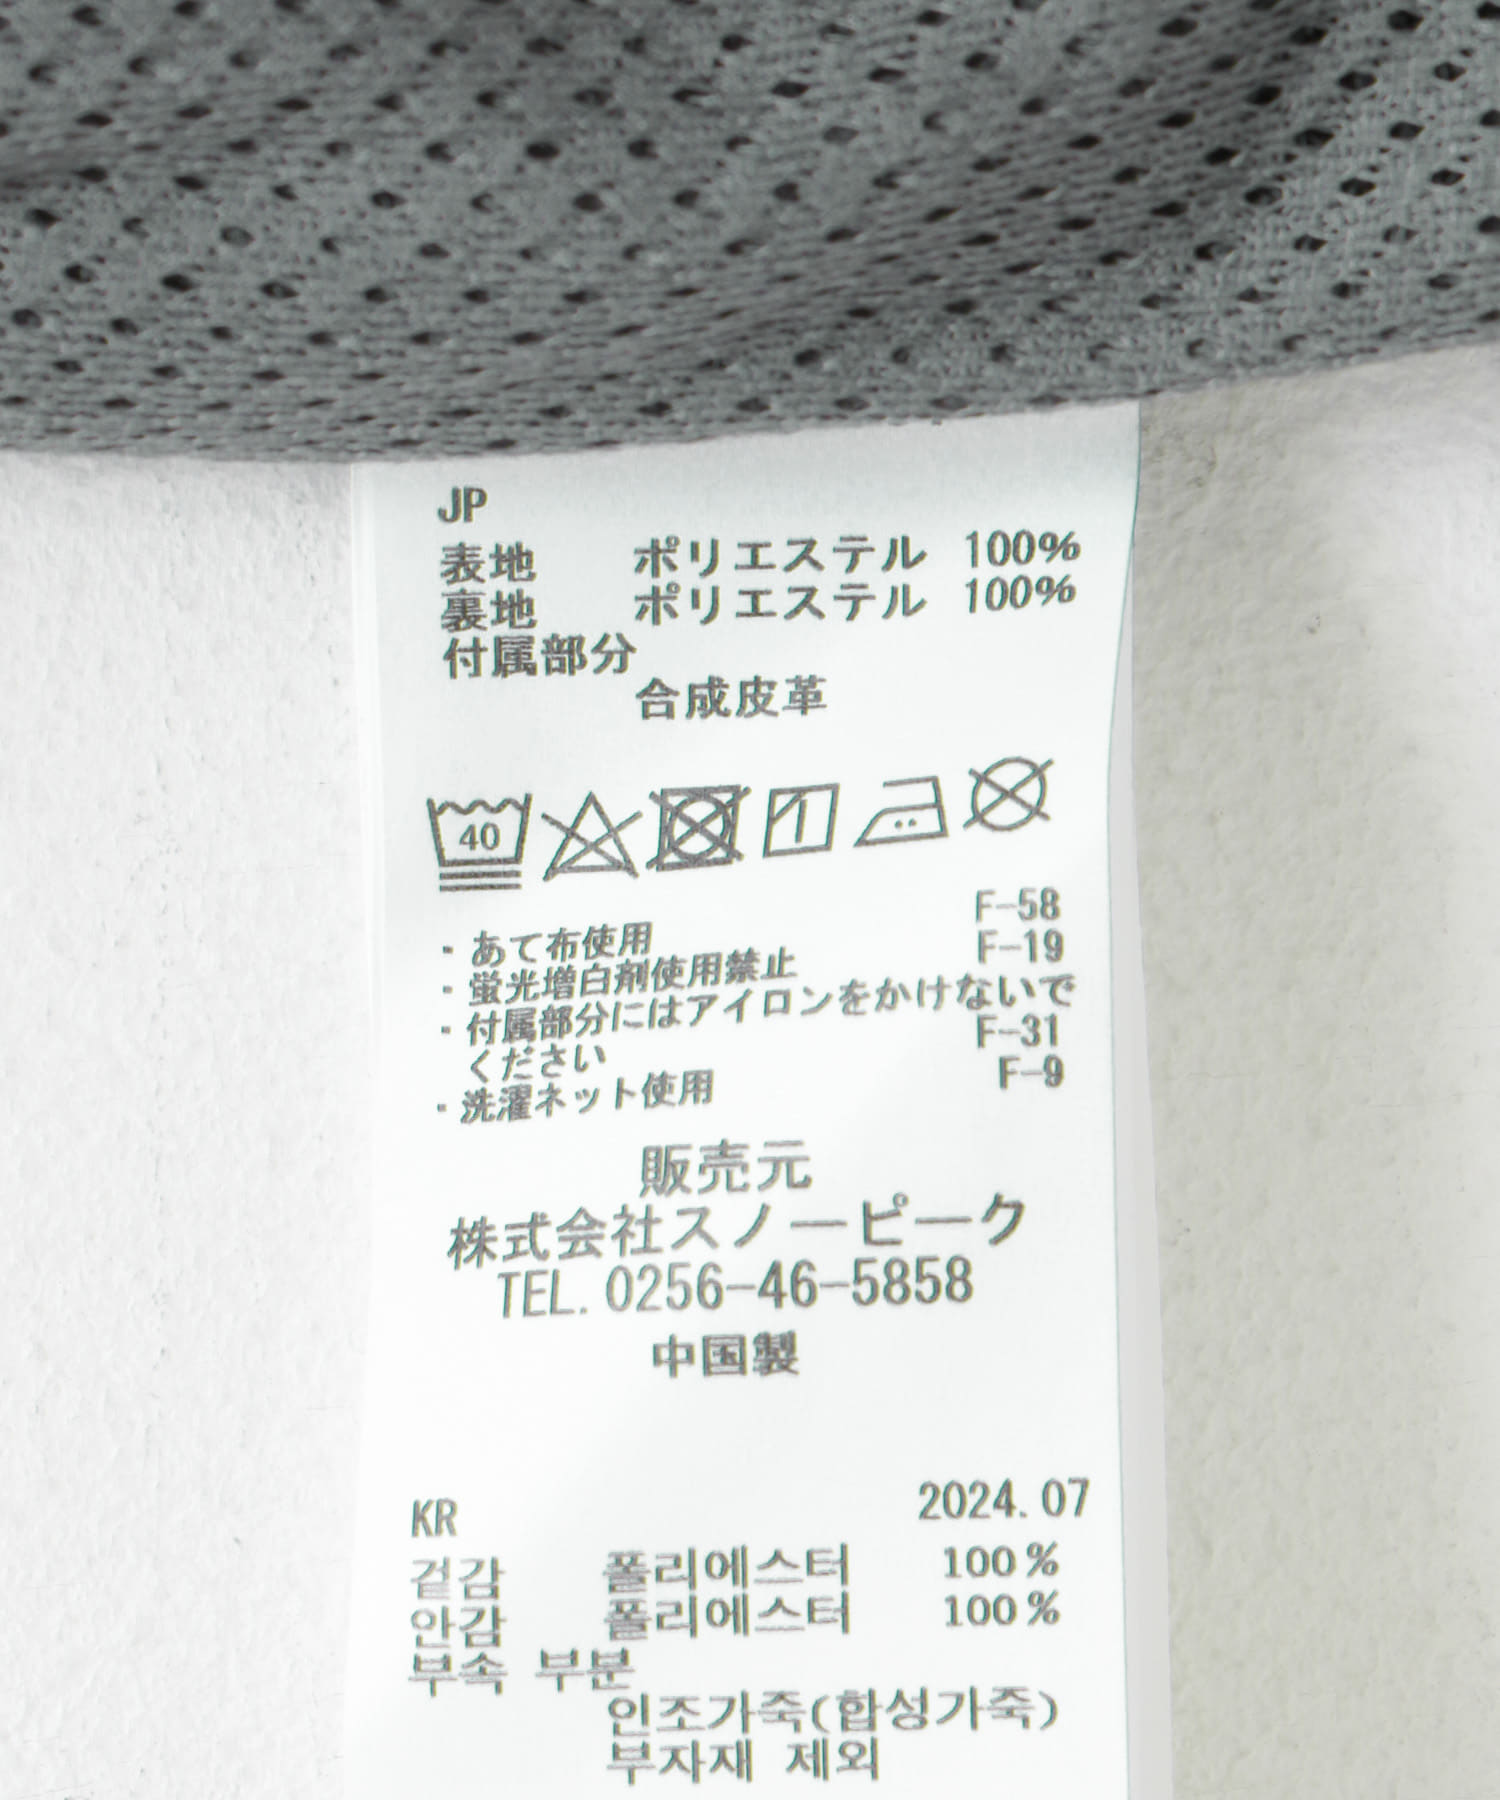 JP
表地 ポリエステル 100%
裏地 ポリエステル 100%
付属部分
合成皮革
40
F-58
・あて布使用 F-19
・蛍光増白剤使用禁止
・付属部分にはアイロンをかけないで
ください F-31
・洗濯ネット使用 F-9
販売元
株式会社スノーピーク
TEL. 0256-46-5858
中国製
KR 2024.07
겉감 폴리에스터 100%
안감 폴리에스터 100%
부속 부분
인조가죽(합성가죽)
부자재 제외